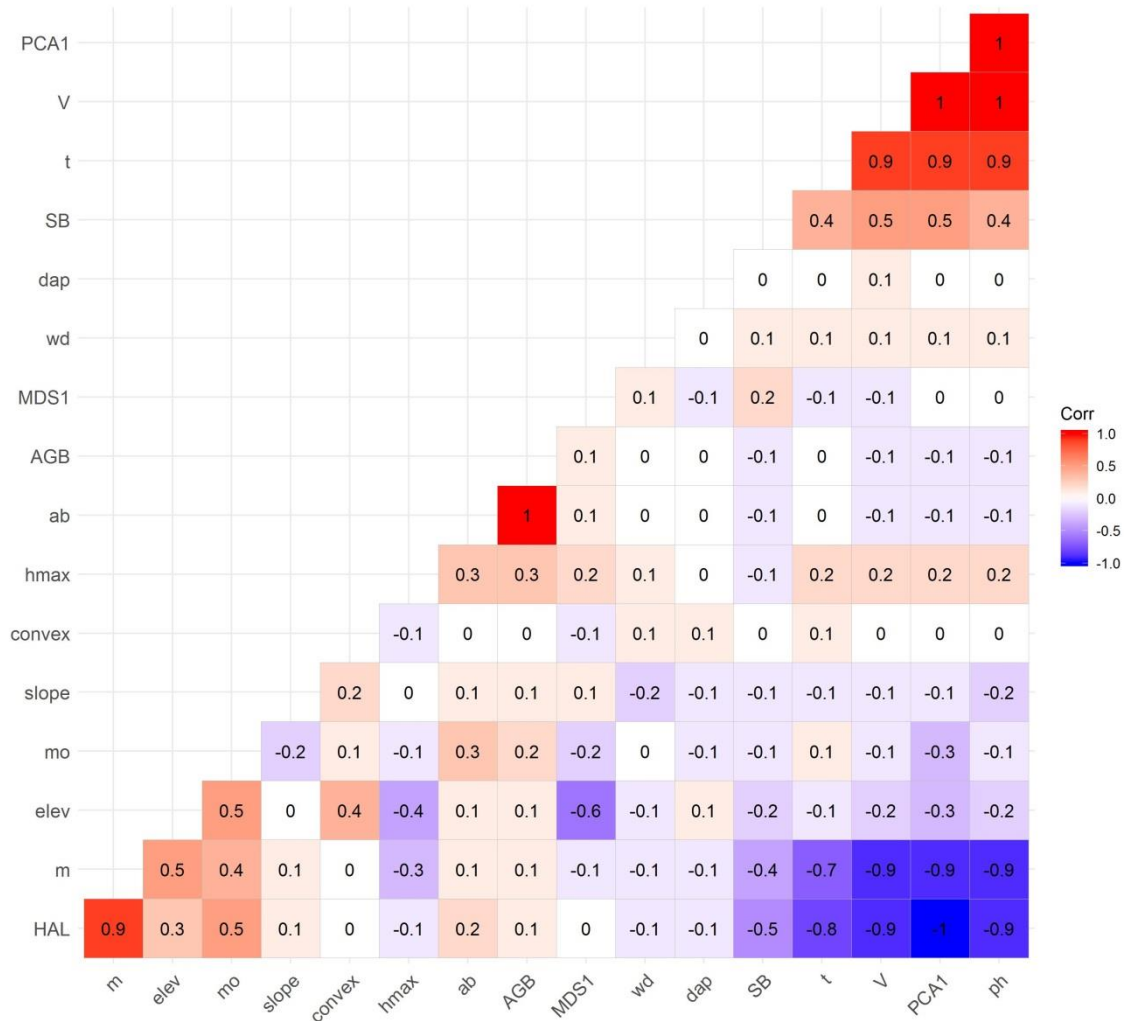 PCA1 1
V 1 1
t 0.9 0.9 0.9
SB 0.4 0.5 0.5 0.4
dap 0 0 0.1 0 0
wd 0 0.1 0.1 0.1 0.1 0.1
MDS1 0.1 -0.1 0.2 -0.1 -0.1 0 0
AGB 0.1 0 0 -0.1 0 -0.1 -0.1 -0.1
ab 1 0.1 0 0 -0.1 0 -0.1 -0.1 -0.1
hmax 0.3 0.3 0.2 0.1 0 -0.1 0.2 0.2 0.2 0.2
convex -0.1 0 0 -0.1 0.1 0.1 0 0.1 0 0 0
slope 0.2 0 0.1 0.1 0.1 -0.2 -0.1 -0.1 -0.1 -0.1 -0.1 -0.2
mo -0.2 0.1 -0.1 0.3 0.2 -0.2 0 -0.1 -0.1 0.1 -0.1 -0.3 -0.1
elev 0.5 0 0.4 -0.4 0.1 0.1 -0.6 -0.1 0.1 -0.2 -0.1 -0.2 -0.3 -0.2
m 0.5 0.4 0.1 0 -0.3 0.1 0.1 -0.1 -0.1 -0.1 -0.4 -0.7 -0.9 -0.9 -0.9
HAL 0.9 0.3 0.5 0.1 0 -0.1 0.2 0.1 0 -0.1 -0.1 -0.5 -0.8 -0.9 -1 -0.9
m elev mo slope convex hmax ab AGB MDS1 wd dap SB t V PCA1 ph
Corr
1.0
0.5
0.0
-0.5
-1.0